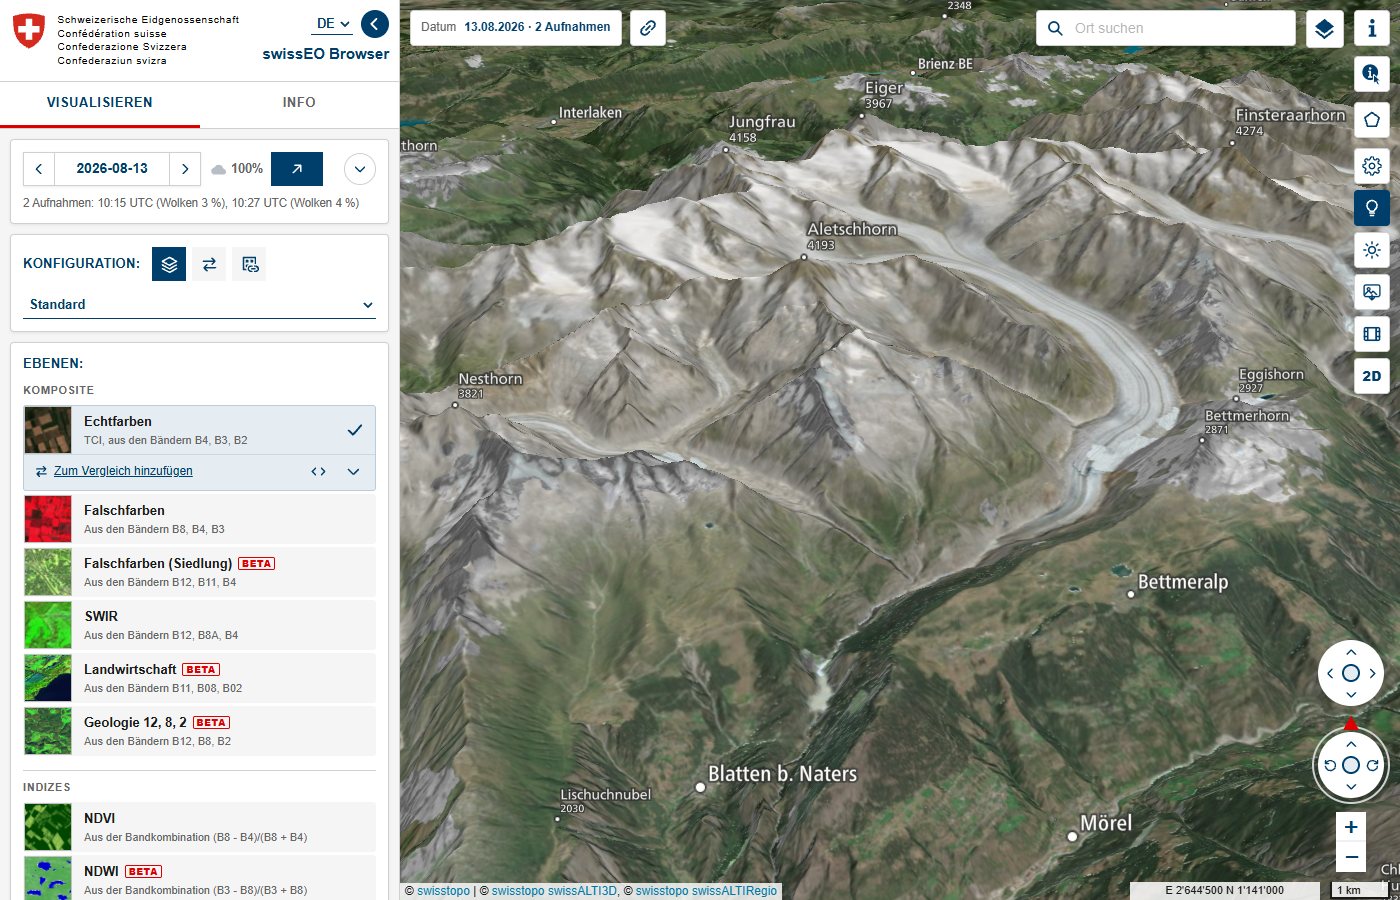 Schweizerische Eidgenossenschaft
Confédération suisse
Confederazione Svizzera
Confederaziun svizra
DE
swissEO Browser
VISUALISIEREN
INFO
2026-08-13
100%
2 Aufnahmen: 10:15 UTC (Wolken 3 %), 10:27 UTC (Wolken 4 %)
KONFIGURATION:
Standard
EBENEN:
KOMPOSITE
Echtfarben
TCI, aus den Bändern B4, B3, B2
Zum Vergleich hinzufügen
Falschfarben
Aus den Bändern B8, B4, B3
Falschfarben (Siedlung) BETA
Aus den Bändern B12, B11, B4
SWIR
Aus den Bändern B12, B8A, B4
Landwirtschaft BETA
Aus den Bändern B11, B08, B02
Geologie 12, 8, 2 BETA
Aus den Bändern B12, B8, B2
INDIZES
NDVI
Aus der Bandkombination (B8 - B4)/(B8 + B4)
NDWI BETA
Aus der Bandkombination (B3 - B8)/(B3 + B8)
Datum 13.08.2026 · 2 Aufnahmen
Ort suchen
2D
2348
Brienz BE
Eiger
3967
Interlaken
Jungfrau
4158
Finsteraarhorn
4274
thorn
Aletschhorn
4193
Nesthorn
3821
Eggishorn
2927
Bettmerhorn
2871
Bettmeralp
Blatten b. Naters
Lischuchnubel
2030
Mörel
© swisstopo | © swisstopo swissALTI3D, © swisstopo swissALTIRegio
E 2'644'500 N 1'141'000
1 km